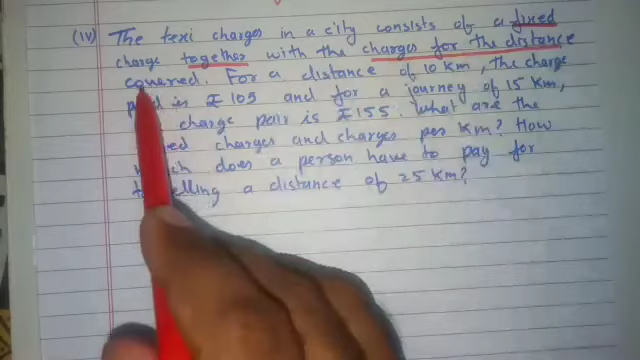 (iv) The texi charges in a city consists of a fixed
charge together with the charges for the distance
covered. For a distance of 10 km, the charge
is ₹105 and for a journey of 15 km,
charge pair is ₹155. What are the
charges and charges per km? How
does a person have to pay for
a distance of 25 km?